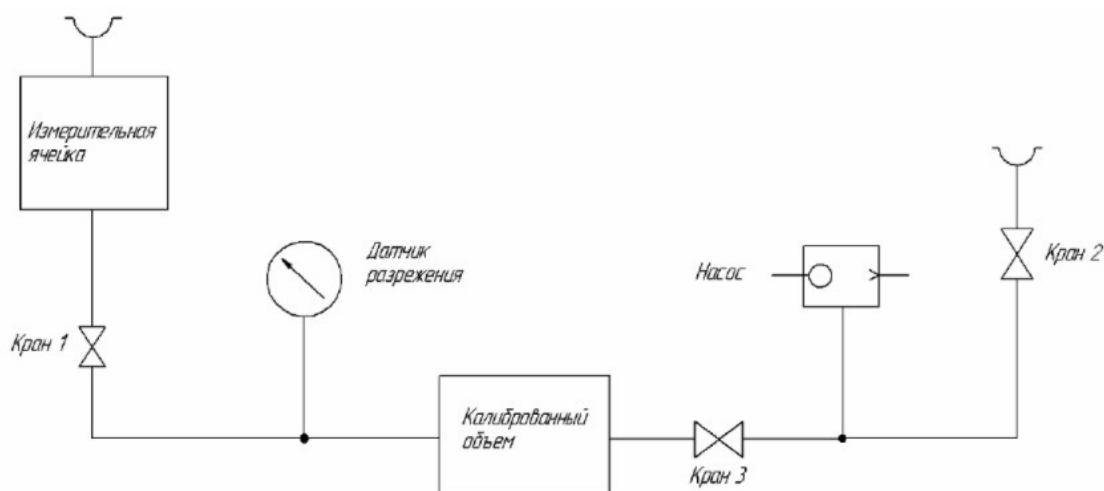 Измерительная
ячейка
Датчик
разрежения
Насос
Кран 2
Кран 1
Калиброванный
объем
Кран 3